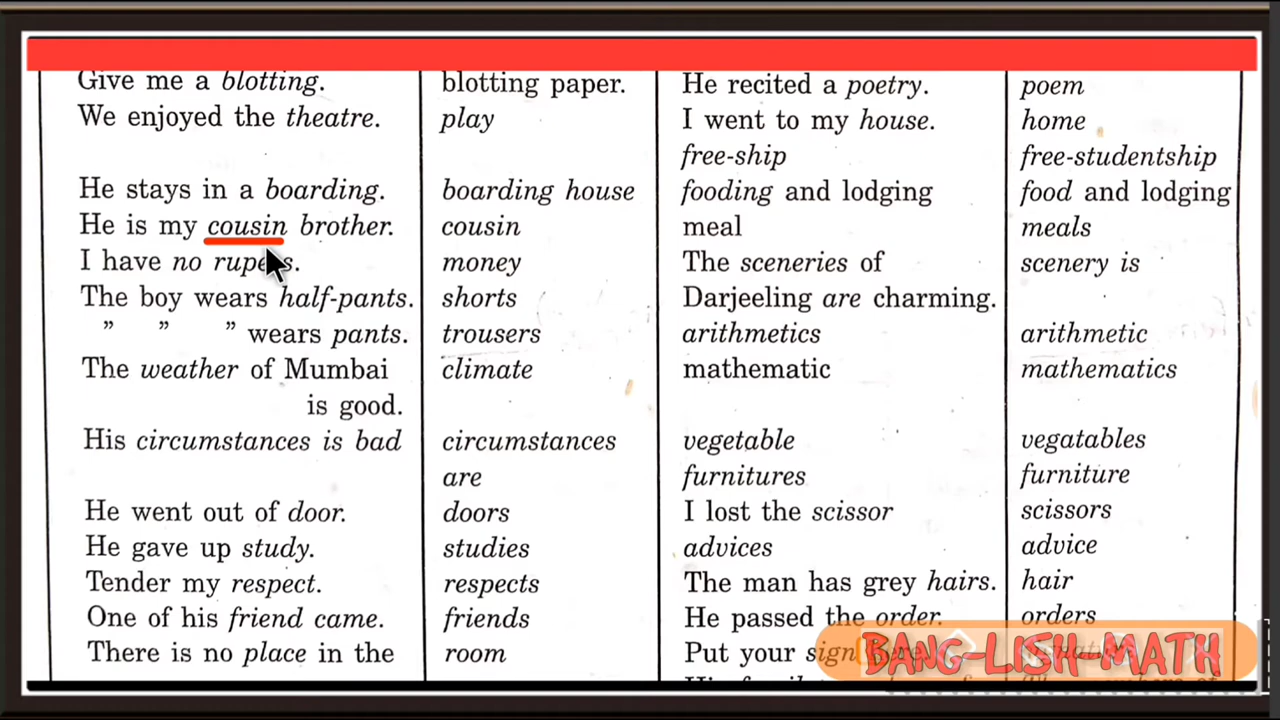 Give me a blotting.
We enjoyed the theatre.
He stays in a boarding.
He is my cousin brother.
I have no rupees.
The boy wears half-pants.
" " " wears pants.
The weather of Mumbai
is good.
His circumstances is bad
He went out of door.
He gave up study.
Tender my respect.
One of his friend came.
There is no place in the
blotting paper.
play
boarding house
cousin
money
shorts
trousers
climate
circumstances
are
doors
studies
respects
friends
room
He recited a poetry.
I went to my house.
free-ship
fooding and lodging
meal
The sceneries of
Darjeeling are charming.
arithmetics
mathematic
vegetable
furnitures
I lost the scissor
advices
The man has grey hairs.
He passed the order.
Put your sign
poem
home
free-studentship
food and lodging
meals
scenery is
arithmetic
mathematics
vegatables
furniture
scissors
advice
hair
orders
BANG-LISH-MATH